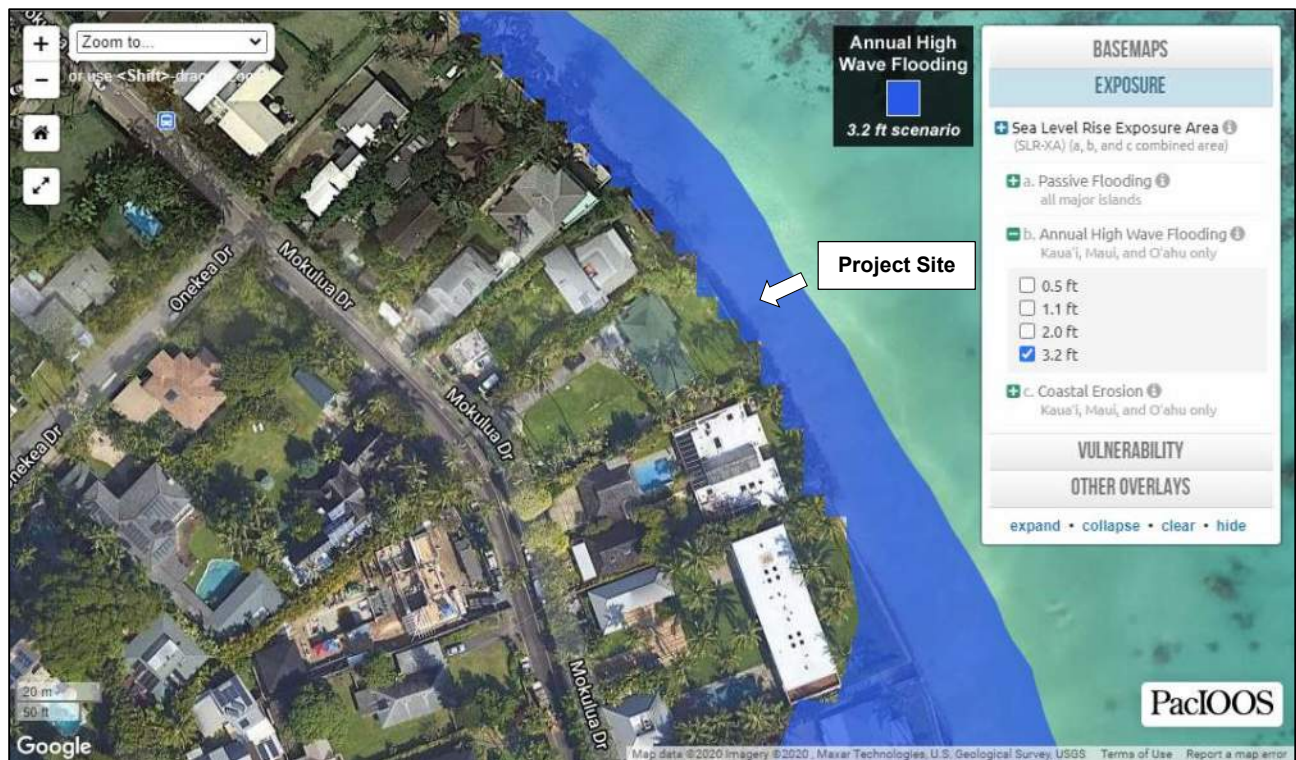 +
Zoom to...
or use <Shift>-drag
−
Annual High
Wave Flooding
3.2 ft scenario
BASEMAPS
EXPOSURE
Sea Level Rise Exposure Area
(SLR-XA) (a, b, and c combined area)
a. Passive Flooding
all major islands
b. Annual High Wave Flooding
Kaua'i, Maui, and O'ahu only
0.5 ft
1.1 ft
2.0 ft
3.2 ft
c. Coastal Erosion
Kaua'i, Maui, and O'ahu only
VULNERABILITY
OTHER OVERLAYS
expand • collapse • clear • hide
Project Site
Onekea Dr
Mokulua Dr
Mokulua Dr
Onekea Dr
Mokulua Dr
20 m
50 ft
Google
PacIOOS
Map data ©2020 Imagery ©2020 , Maxar Technologies, U.S. Geological Survey, USGS Terms of Use Report a map error